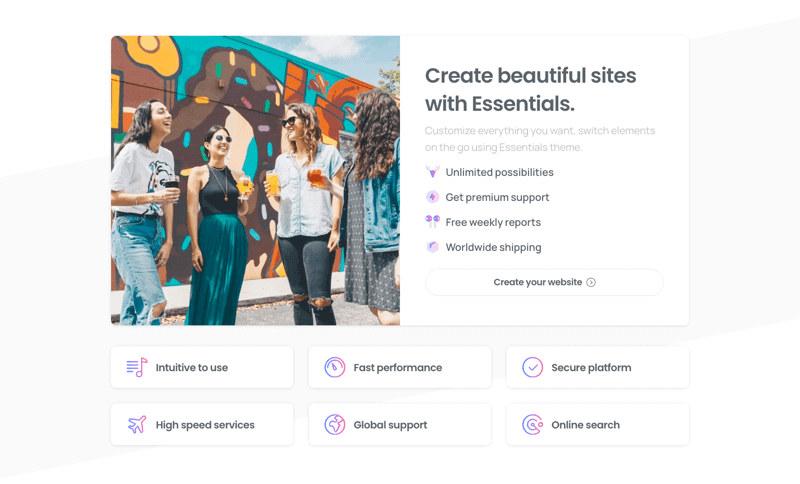 Create beautiful sites
with Essentials.
Customize everything you want, switch elements
on the go using Essentials theme.
Unlimited possibilities
Get premium support
Free weekly reports
Worldwide shipping
Create your website
Intuitive to use
Fast performance
Secure platform
High speed services
Global support
Online search